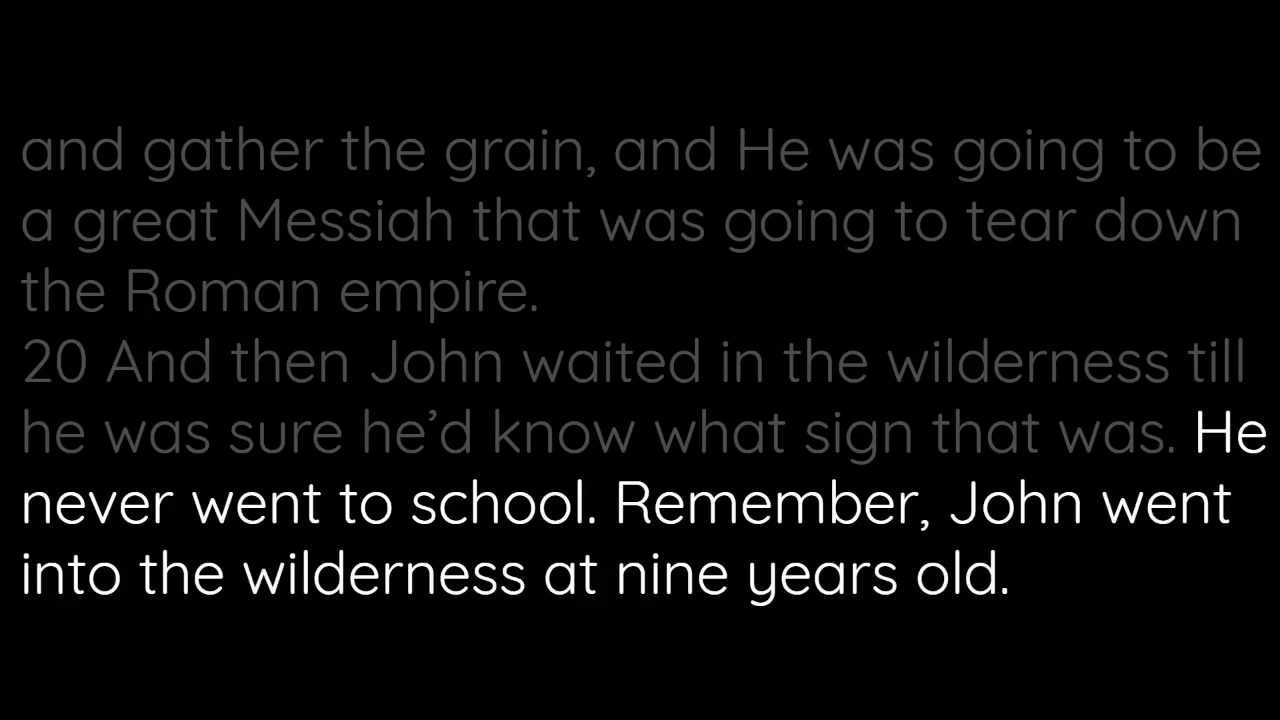 and gather the grain, and He was going to be
a great Messiah that was going to tear down
the Roman empire.
20 And then John waited in the wilderness till
he was sure he’d know what sign that was. He
never went to school. Remember, John went
into the wilderness at nine years old.